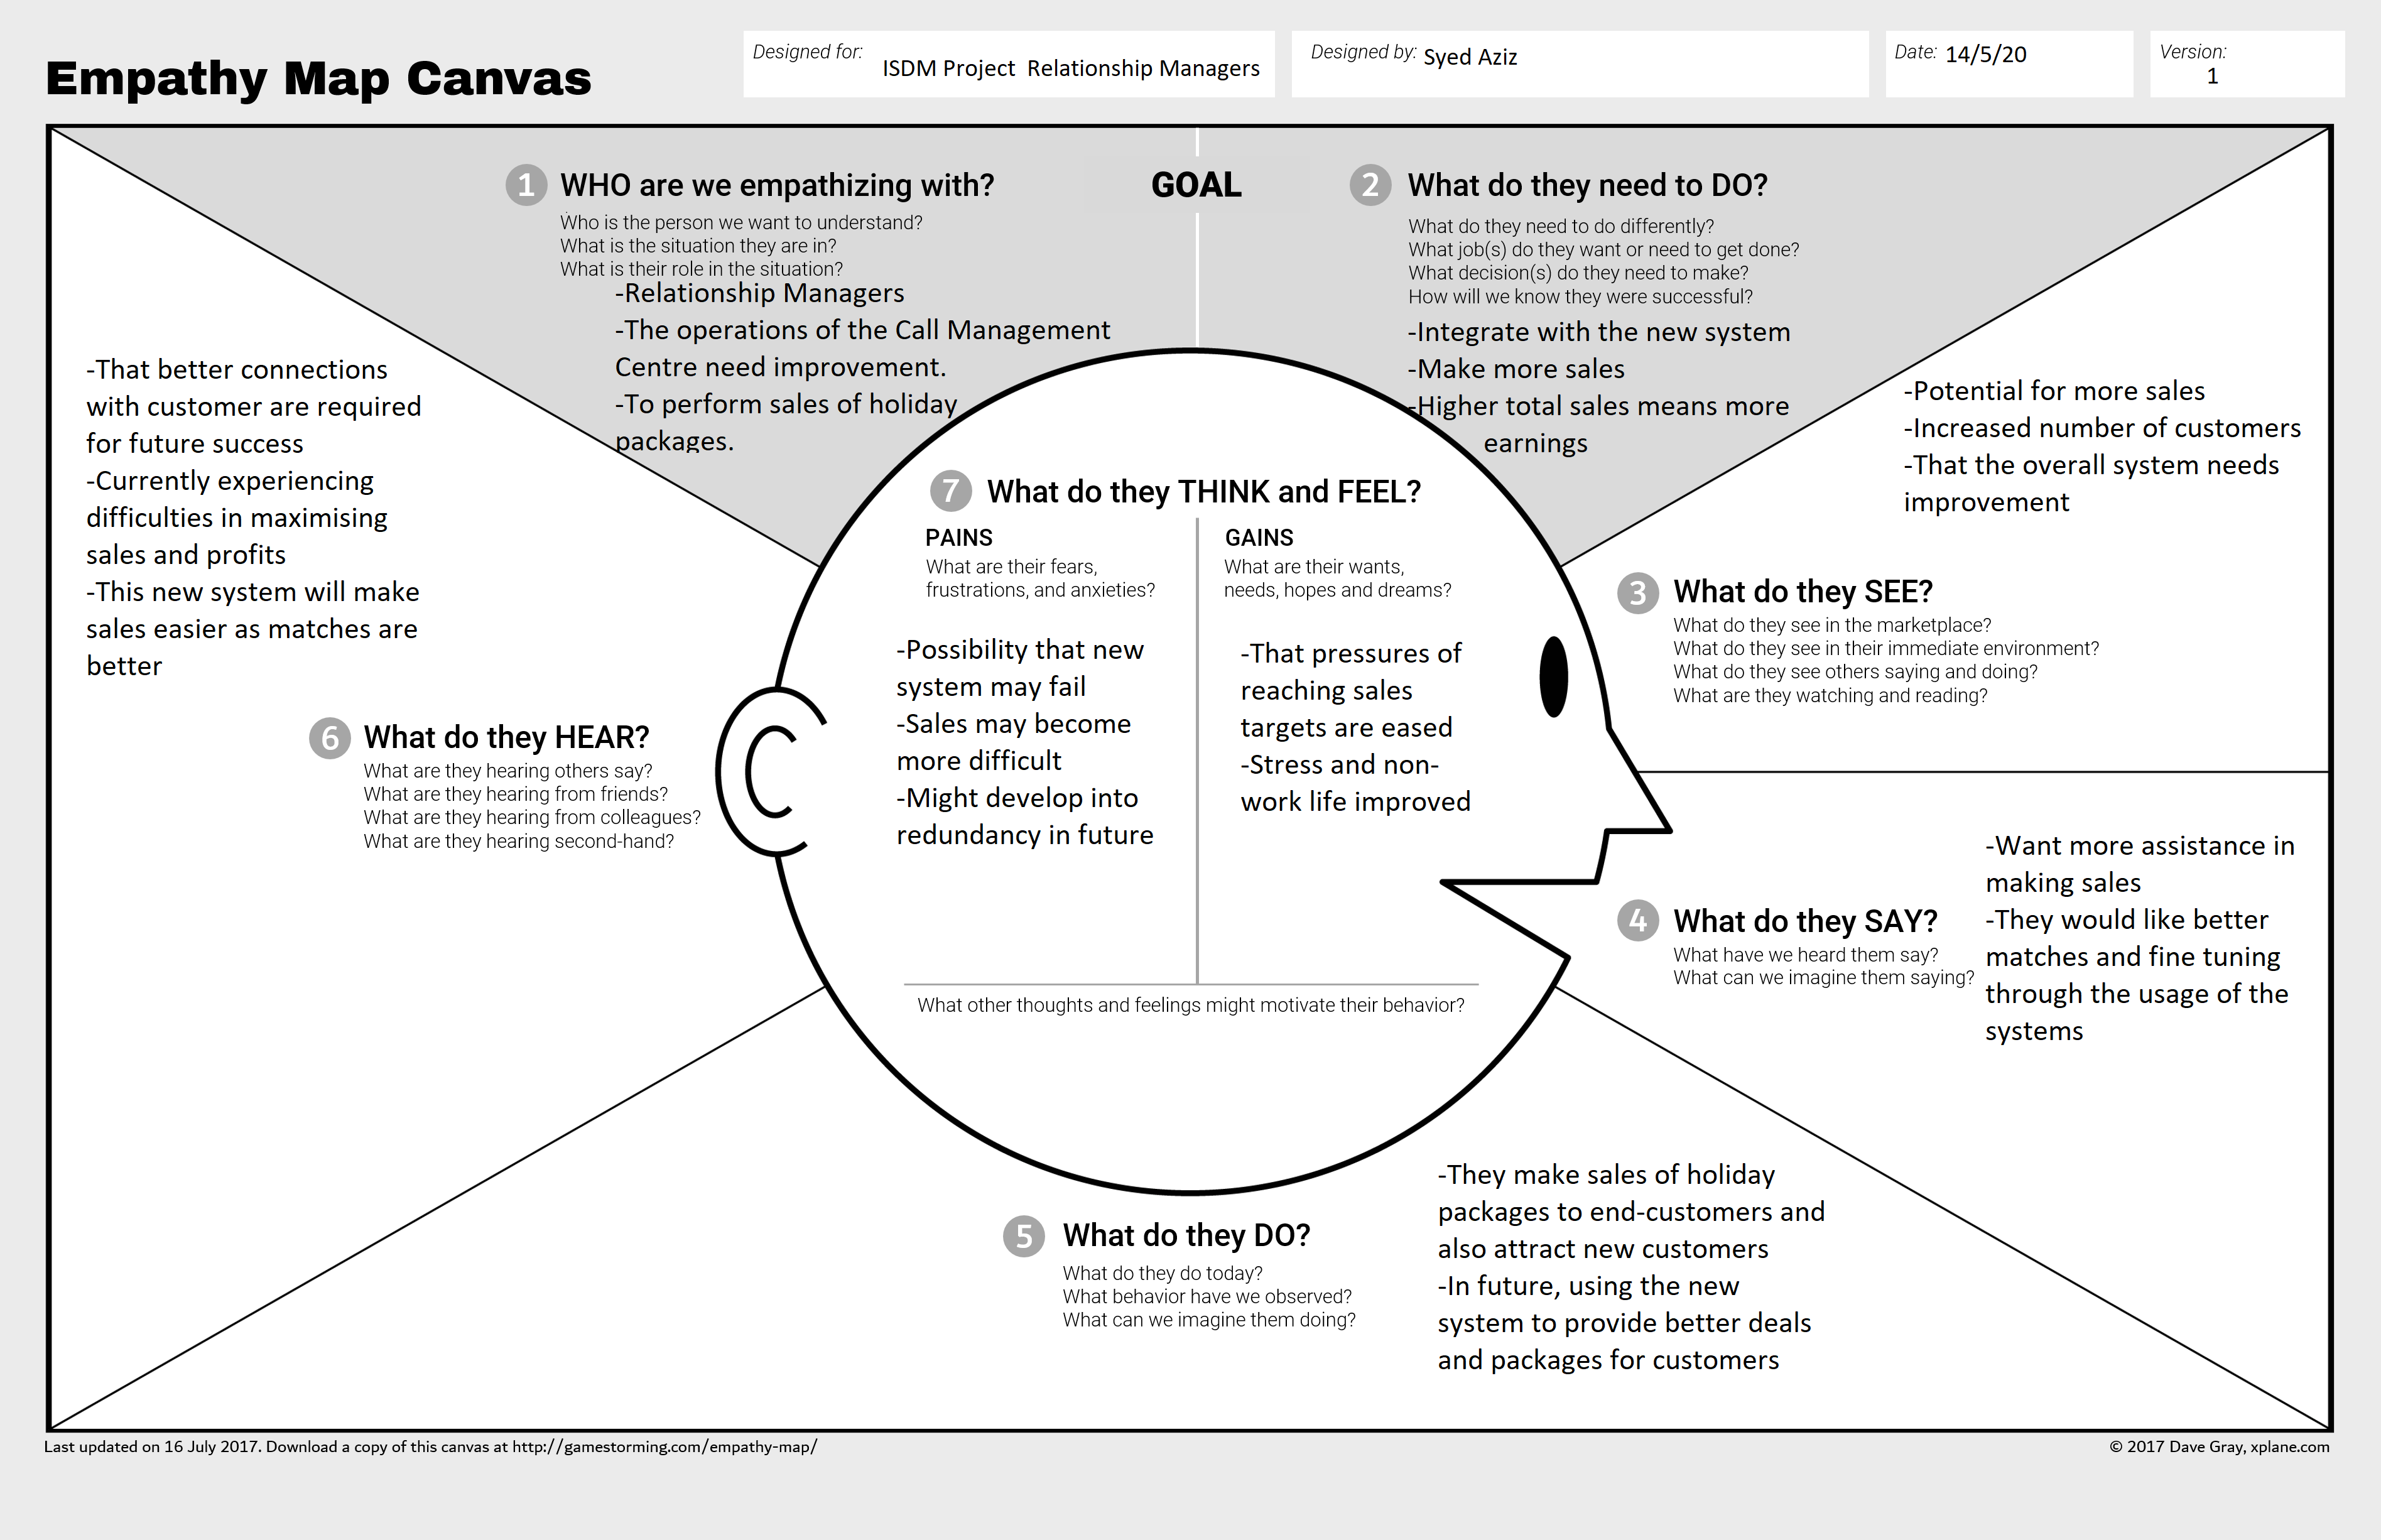 Empathy Map Canvas
Designed for:
ISDM Project  Relationship Managers
Designed by: Syed Aziz
Date: 14/5/20
Version:
1
1 WHO are we empathizing with?
Who is the person we want to understand?
What is the situation they are in?
What is their role in the situation?
-Relationship Managers
-The operations of the Call Management
Centre need improvement.
-To perform sales of holiday
packages.
GOAL
2 What do they need to DO?
What do they need to do differently?
What job(s) do they want or need to get done?
What decision(s) do they need to make?
How will we know they were successful?
-Integrate with the new system
-Make more sales
-Higher total sales means more
earnings
-Potential for more sales
-Increased number of customers
-That the overall system needs
improvement
3 What do they SEE?
What do they see in the marketplace?
What do they see in their immediate environment?
What do they see others saying and doing?
What are they watching and reading?
4 What do they SAY?
What have we heard them say?
What can we imagine them saying?
-Want more assistance in
making sales
-They would like better
matches and fine tuning
through the usage of the
systems
5 What do they DO?
What do they do today?
What behavior have we observed?
What can we imagine them doing?
-They make sales of holiday
packages to end-customers and
also attract new customers
-In future, using the new
system to provide better deals
and packages for customers
-That better connections
with customer are required
for future success
-Currently experiencing
difficulties in maximising
sales and profits
-This new system will make
sales easier as matches are
better
6 What do they HEAR?
What are they hearing others say?
What are they hearing from friends?
What are they hearing from colleagues?
What are they hearing second-hand?
7 What do they THINK and FEEL?
PAINS
What are their fears,
frustrations, and anxieties?
-Possibility that new
system may fail
-Sales may become
more difficult
-Might develop into
redundancy in future
GAINS
What are their wants,
needs, hopes and dreams?
-That pressures of
reaching sales
targets are eased
-Stress and non-
work life improved
What other thoughts and feelings might motivate their behavior?
Last updated on 16 July 2017. Download a copy of this canvas at http://gamestorming.com/empathy-map/
© 2017 Dave Gray, xplane.com